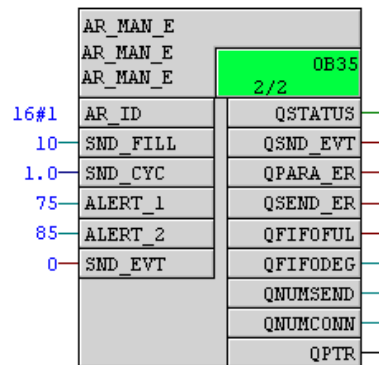 AR_MAN_E
AR_MAN_E
AR_MAN_E
OB35
2/2
16#1 AR_ID QSTATUS
10 SND_FILL QSND_EVT
1.0 SND_CYC QPARA_ER
75 ALERT_1 QSEND_ER
85 ALERT_2 QFIFOFUL
0 SND_EVT QFIFODEG
QNUMSEND
QNUMCONN
QPTR